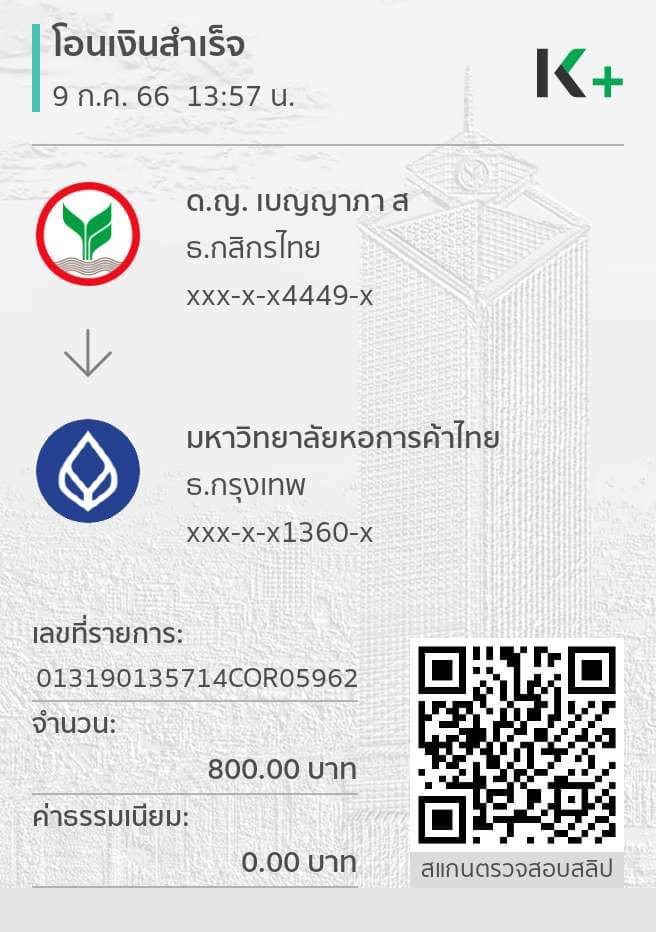 โอนเงินสำเร็จ
9 ก.ค. 66 13:57 น.
K+
ด.ญ. เบญญาภา ส
ธ.กสิกรไทย
xxx-x-x4449-x
มหาวิทยาลัยหอการค้าไทย
ธ.กรุงเทพ
xxx-x-x1360-x
เลขที่รายการ:
013190135714COR05962
จำนวน:
800.00 บาท
ค่าธรรมเนียม:
0.00 บาท
สแกนตรวจสอบสลิป